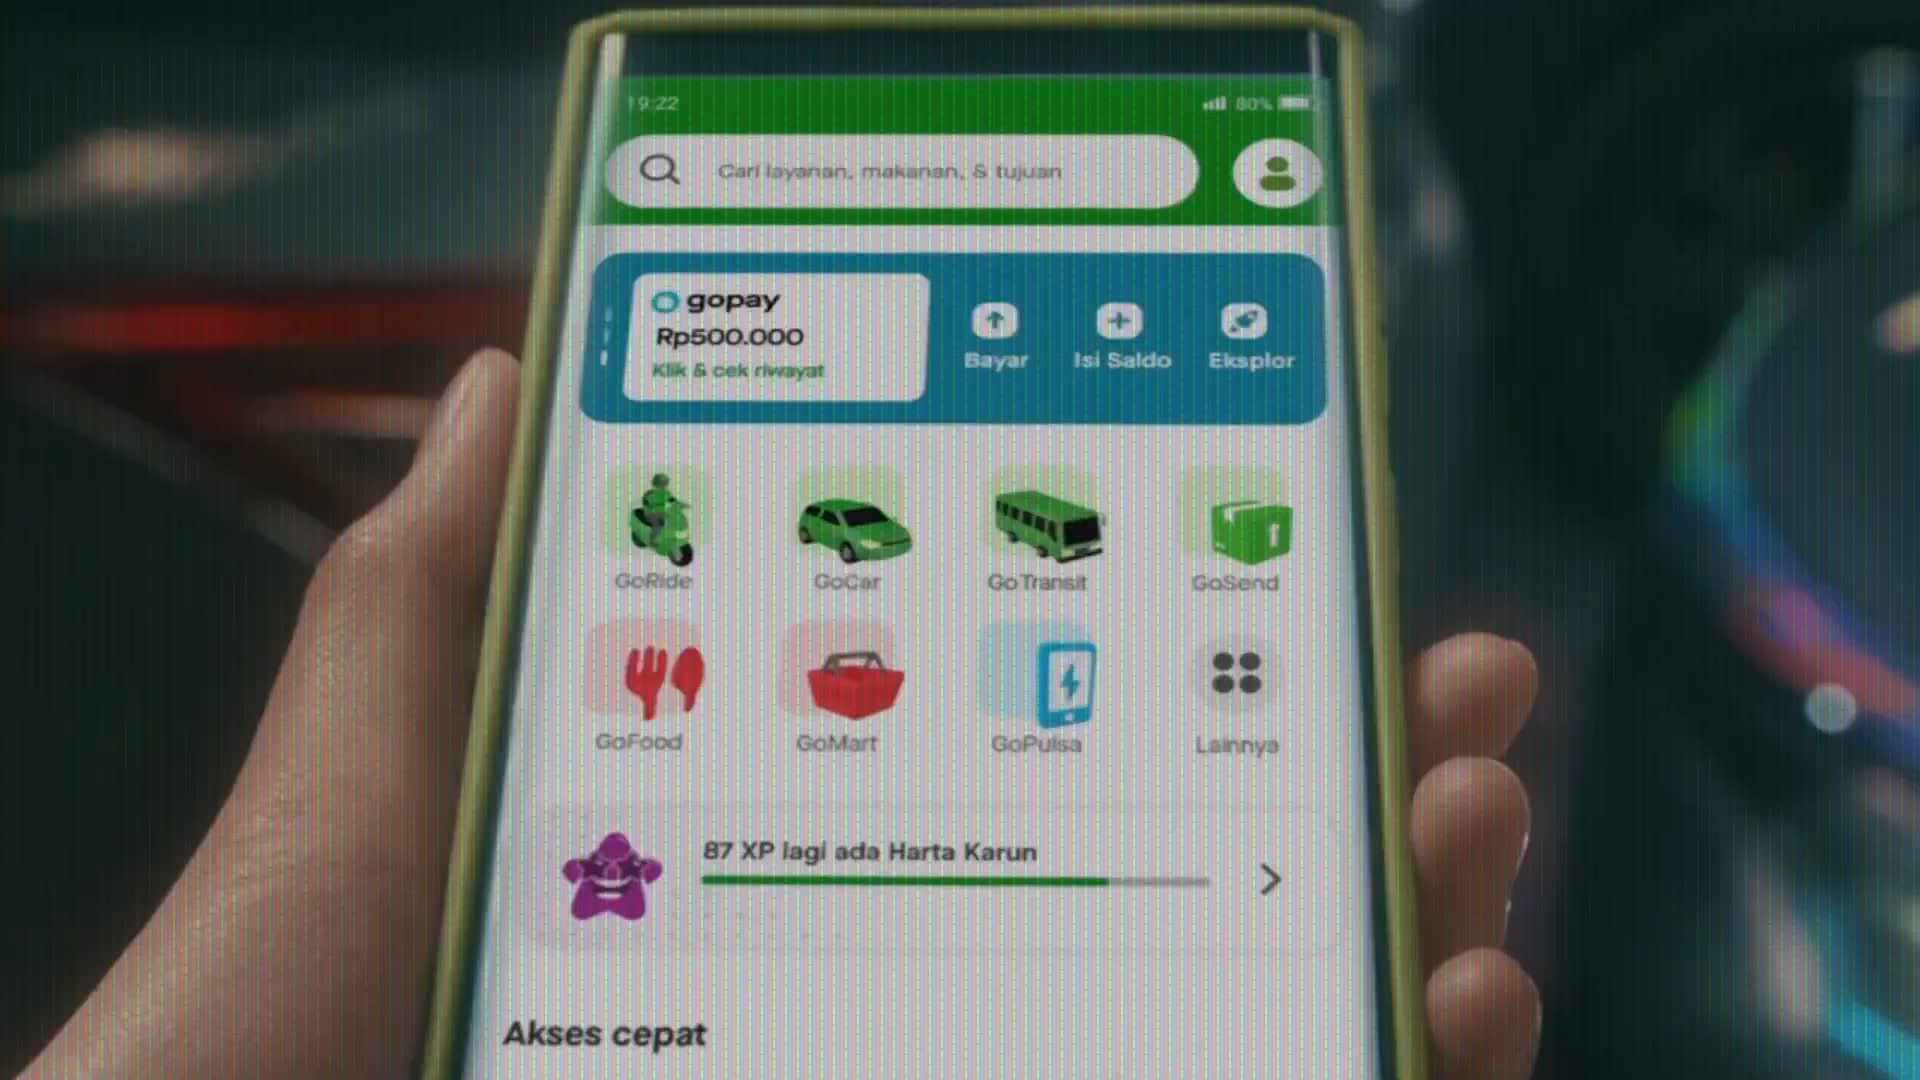 19:22 80%
Cari layanan, makanan, & tujuan
gopay
Rp500.000
Klik & cek riwayat
Bayar Isi Saldo Eksplor
GoRide GoCar GoTransit GoSend
GoFood GoMart GoPulsa Lainnya
87 XP lagi ada Harta Karun
Akses cepat